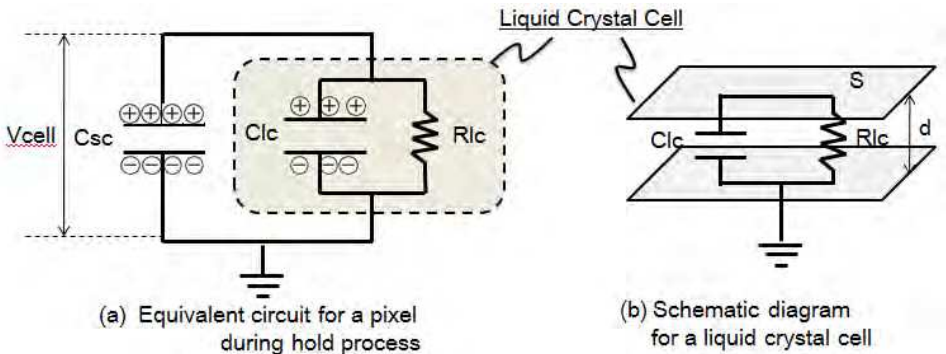 Liquid Crystal Cell
Vcell
Csc
Clc
Rlc
(a) Equivalent circuit for a pixel
during hold process
S
Clc
Rlc
d
(b) Schematic diagram
for a liquid crystal cell